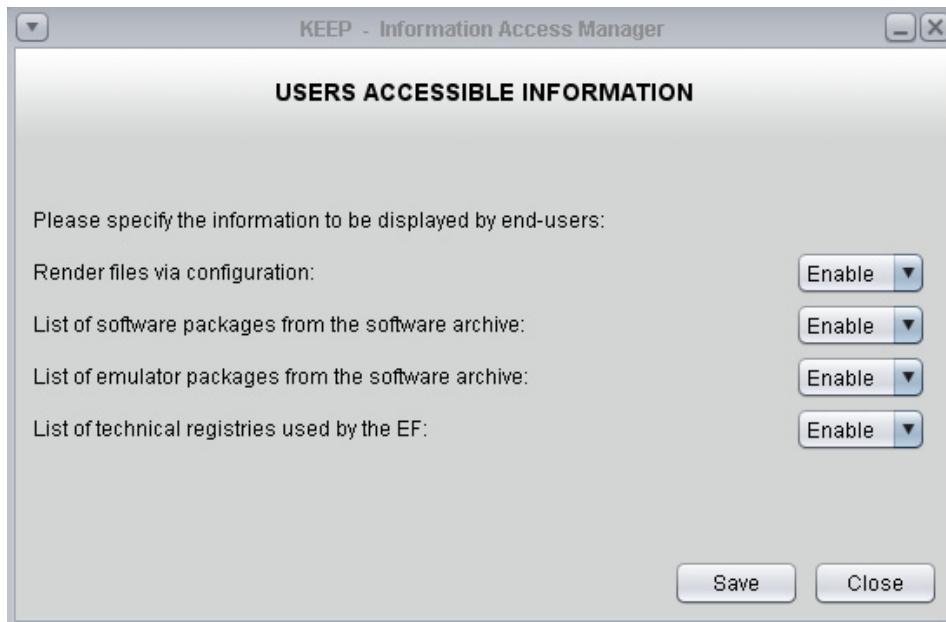 KEEP - Information Access Manager
USERS ACCESSIBLE INFORMATION
Please specify the information to be displayed by end-users:
Render files via configuration: Enable
List of software packages from the software archive: Enable
List of emulator packages from the software archive: Enable
List of technical registries used by the EF: Enable
Save Close